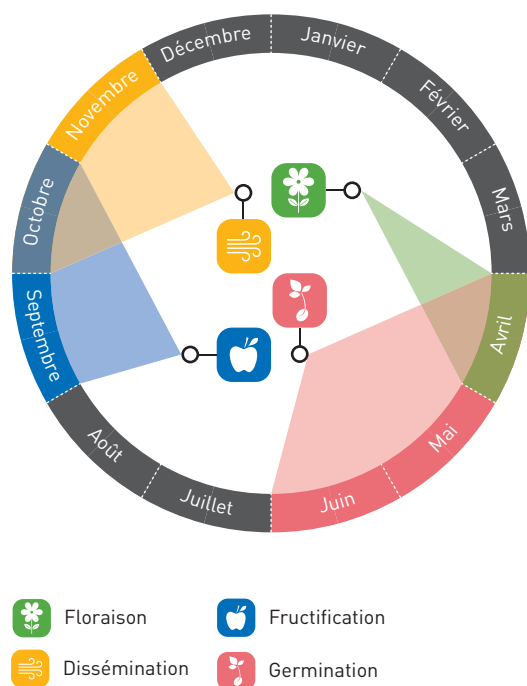 Janvier
Février
Mars
Avril
Mai
Juin
Juillet
Août
Septembre
Octobre
Novembre
Décembre
Floraison
Fructification
Dissémination
Germination